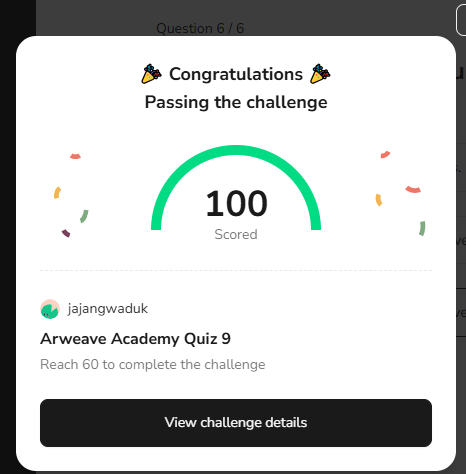 Question 6 / 6
Congratulations
Passing the challenge
100
Scored
jajangwaduk
Arweave Academy Quiz 9
Reach 60 to complete the challenge
View challenge details